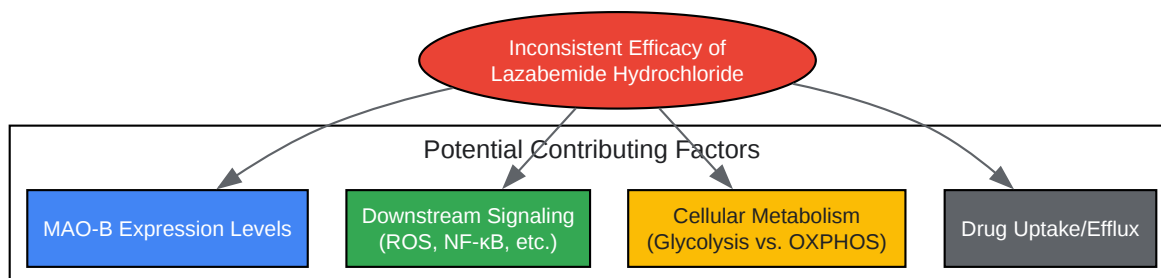 Inconsistent Efficacy of
Lazabemide Hydrochloride
Potential Contributing Factors
MAO-B Expression Levels
Downstream Signaling
(ROS, NF-κB, etc.)
Cellular Metabolism
(Glycolysis vs. OXPHOS)
Drug Uptake/Efflux